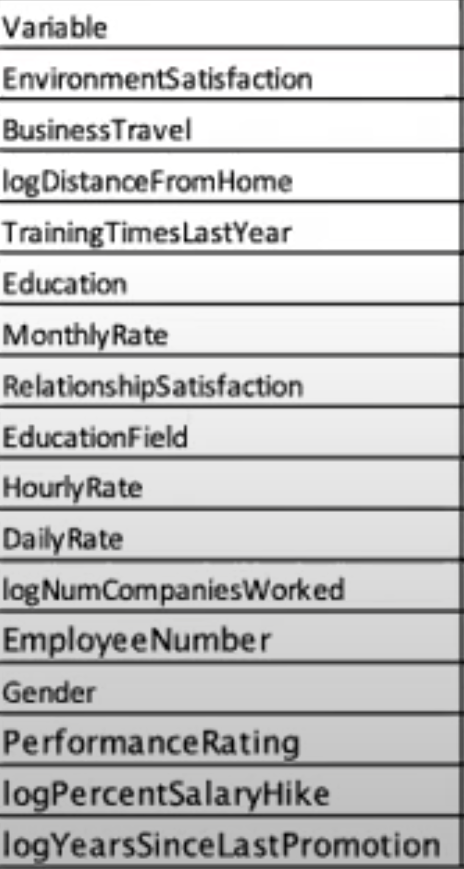 Variable
EnvironmentSatisfaction
BusinessTravel
logDistanceFromHome
TrainingTimesLastYear
Education
MonthlyRate
RelationshipSatisfaction
EducationField
HourlyRate
DailyRate
logNumCompaniesWorked
EmployeeNumber
Gender
PerformanceRating
logPercentSalaryHike
logYearsSinceLastPromotion